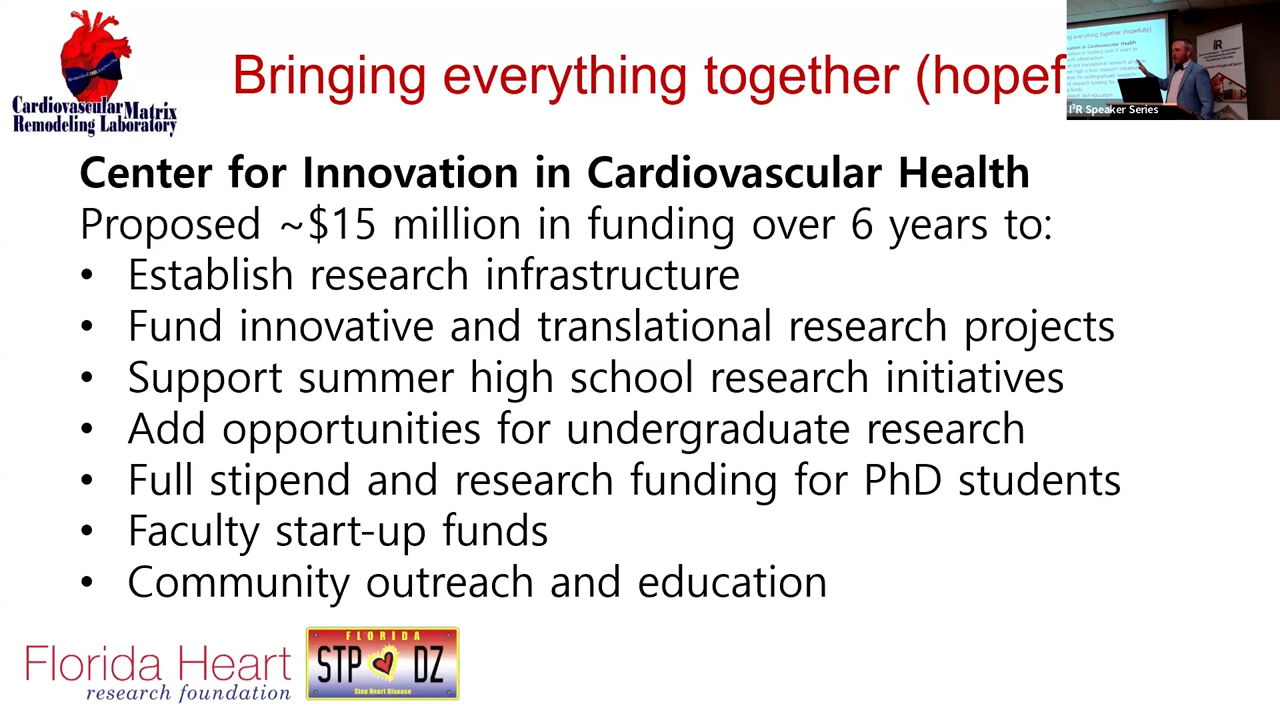 Cardiovascular Matrix
Remodeling Laboratory
Bringing everything together (hopef
I³R Speaker Series
Center for Innovation in Cardiovascular Health
Proposed ~$15 million in funding over 6 years to:
• Establish research infrastructure
• Fund innovative and translational research projects
• Support summer high school research initiatives
• Add opportunities for undergraduate research
• Full stipend and research funding for PhD students
• Faculty start-up funds
• Community outreach and education
Florida Heart
research foundation
FLORIDA
STP DZ
Stop Heart Disease